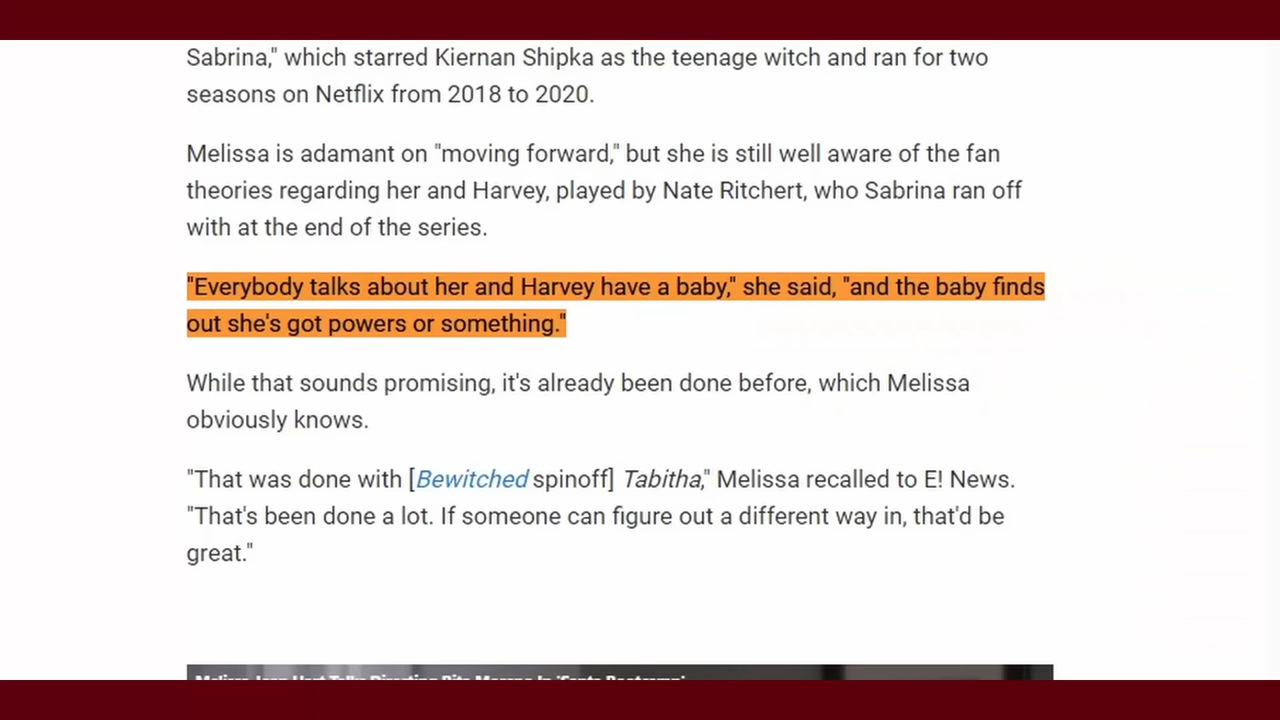 Sabrina," which starred Kiernan Shipka as the teenage witch and ran for two
seasons on Netflix from 2018 to 2020.
Melissa is adamant on "moving forward," but she is still well aware of the fan
theories regarding her and Harvey, played by Nate Ritchert, who Sabrina ran off
with at the end of the series.
"Everybody talks about her and Harvey have a baby," she said, "and the baby finds
out she's got powers or something."
While that sounds promising, it's already been done before, which Melissa
obviously knows.
"That was done with [Bewitched spinoff] Tabitha," Melissa recalled to E! News.
"That's been done a lot. If someone can figure out a different way in, that'd be
great."